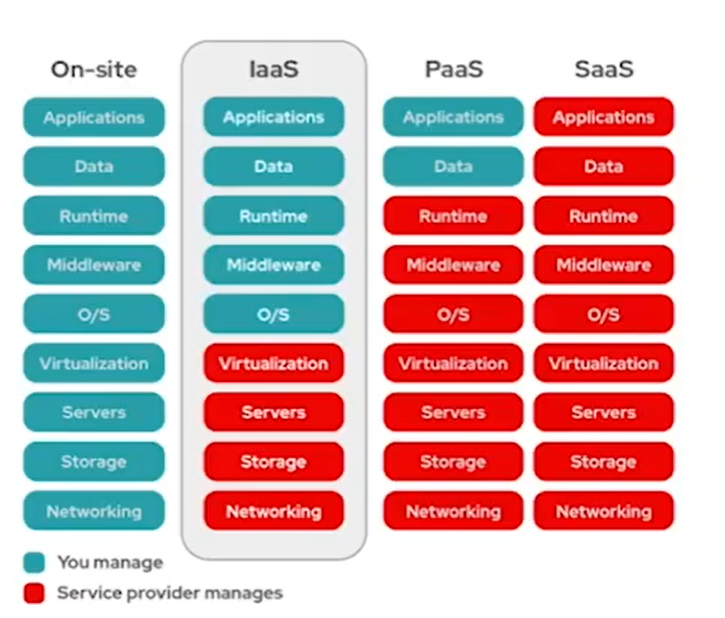 On-site IaaS PaaS SaaS
Applications Applications Applications Applications
Data Data Data Data
Runtime Runtime Runtime Runtime
Middleware Middleware Middleware Middleware
O/S O/S O/S O/S
Virtualization Virtualization Virtualization Virtualization
Servers Servers Servers Servers
Storage Storage Storage Storage
Networking Networking Networking Networking
You manage
Service provider manages